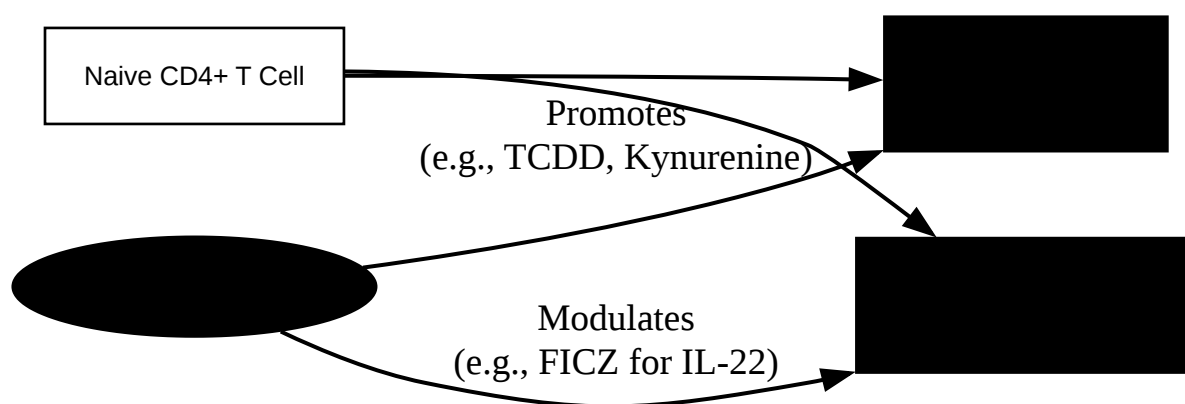 Naive CD4+ T Cell
Promotes
(e.g., TCDD, Kynurenine)
Modulates
(e.g., FICZ for IL-22)